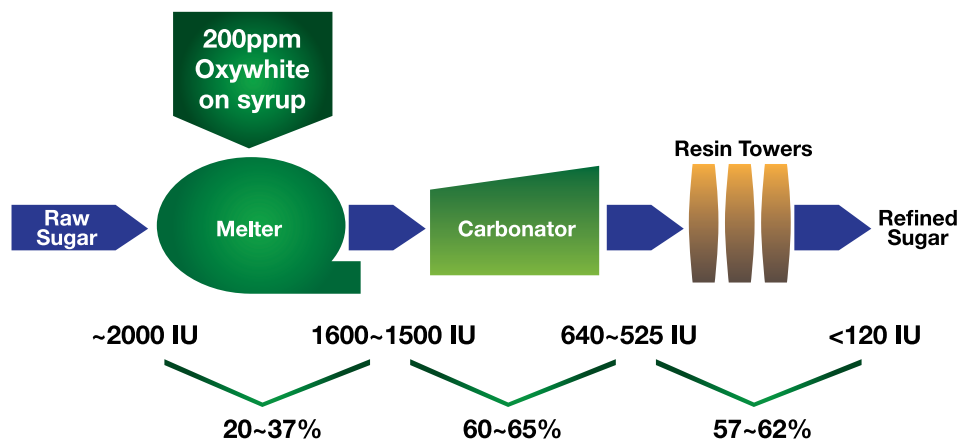 200ppm
Oxywhite
on syrup
Resin Towers
Raw
Sugar
Melter
Carbonator
Refined
Sugar
~2000 IU
1600~1500 IU
640~525 IU
<120 IU
20~37%
60~65%
57~62%